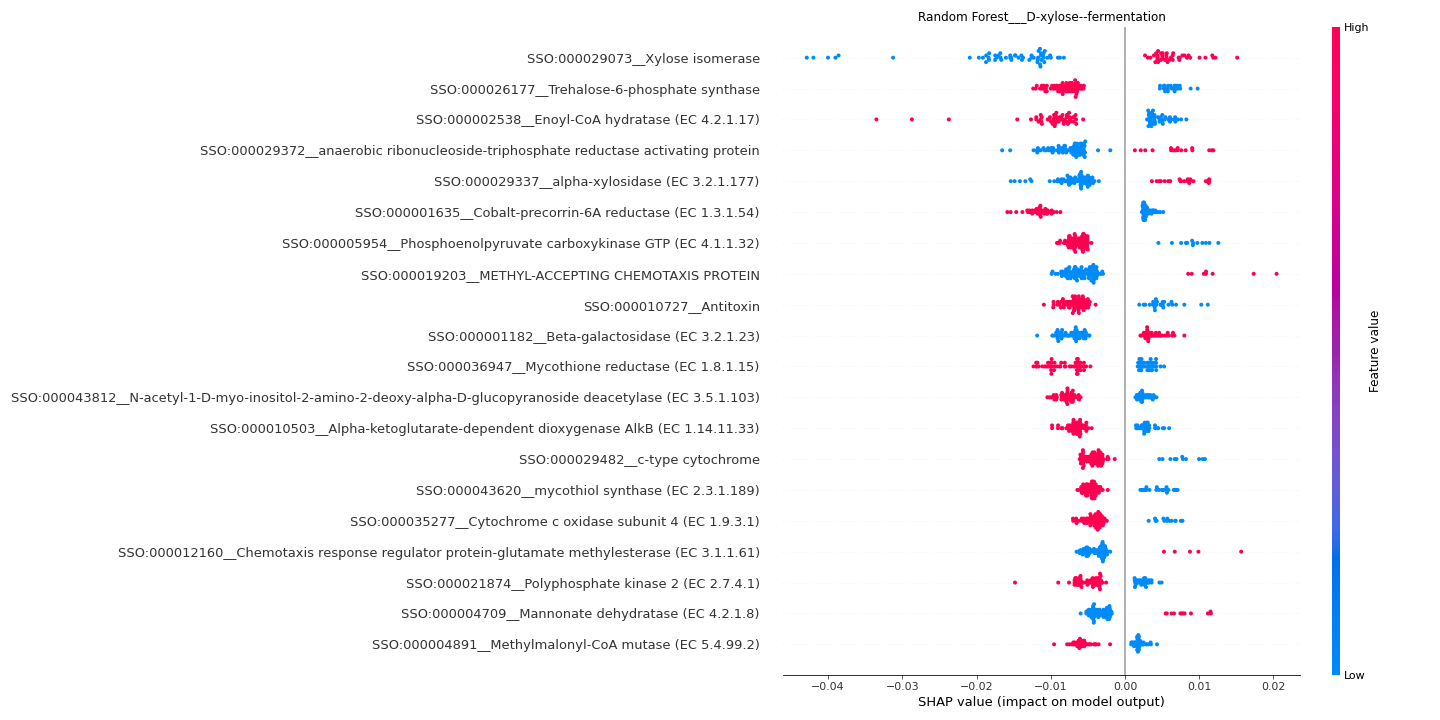 Random Forest___D-xylose--fermentation
High
SSO:000029073__Xylose isomerase
SSO:000026177__Trehalose-6-phosphate synthase
SSO:000002538__Enoyl-CoA hydratase (EC 4.2.1.17)
SSO:000029372__anaerobic ribonucleoside-triphosphate reductase activating protein
SSO:000029337__alpha-xylosidase (EC 3.2.1.177)
SSO:000001635__Cobalt-precorrin-6A reductase (EC 1.3.1.54)
SSO:000005954__Phosphoenolpyruvate carboxykinase GTP (EC 4.1.1.32)
SSO:000019203__METHYL-ACCEPTING CHEMOTAXIS PROTEIN
SSO:000010727__Antitoxin
SSO:000001182__Beta-galactosidase (EC 3.2.1.23)
SSO:000036947__Mycothione reductase (EC 1.8.1.15)
SSO:000043812__N-acetyl-1-D-myo-inositol-2-amino-2-deoxy-alpha-D-glucopyranoside deacetylase (EC 3.5.1.103)
SSO:000010503__Alpha-ketoglutarate-dependent dioxygenase AlkB (EC 1.14.11.33)
SSO:000029482__c-type cytochrome
SSO:000043620__mycothiol synthase (EC 2.3.1.189)
SSO:000035277__Cytochrome c oxidase subunit 4 (EC 1.9.3.1)
SSO:000012160__Chemotaxis response regulator protein-glutamate methylesterase (EC 3.1.1.61)
SSO:000021874__Polyphosphate kinase 2 (EC 2.7.4.1)
SSO:000004709__Mannonate dehydratase (EC 4.2.1.8)
SSO:000004891__Methylmalonyl-CoA mutase (EC 5.4.99.2)
Feature value
Low
−0.04 −0.03 −0.02 −0.01 0.00 0.01 0.02
SHAP value (impact on model output)